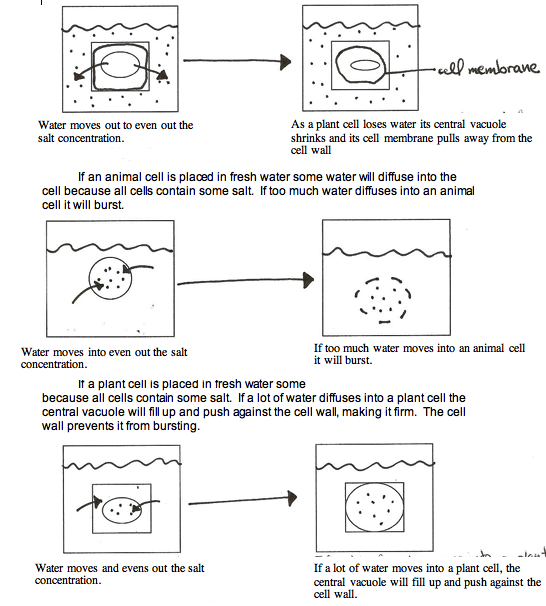 cell membrane
Water moves out to even out the
salt concentration.
As a plant cell loses water its central vacuole
shrinks and its cell membrane pulls away from the
cell wall
If an animal cell is placed in fresh water some water will diffuse into the
cell because all cells contain some salt. If too much water diffuses into an animal
cell it will burst.
Water moves into even out the salt
concentration.
If too much water moves into an animal cell
it will burst.
If a plant cell is placed in fresh water some
because all cells contain some salt. If a lot of water diffuses into a plant cell the
central vacuole will fill up and push against the cell wall, making it firm. The cell
wall prevents it from bursting.
Water moves and evens out the salt
concentration.
If a lot of water moves into a plant cell, the
central vacuole will fill up and push against the
cell wall.